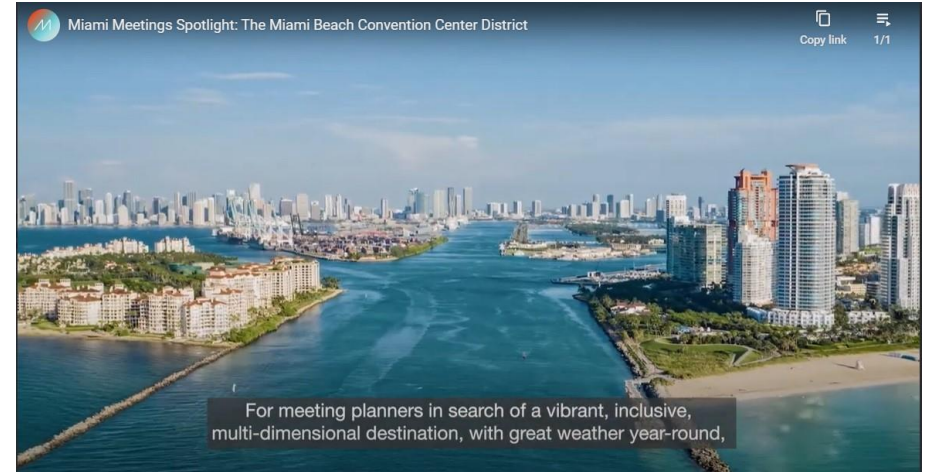 Miami Meetings Spotlight: The Miami Beach Convention Center District
Copy link
1/1
For meeting planners in search of a vibrant, inclusive,
multi-dimensional destination, with great weather year-round,